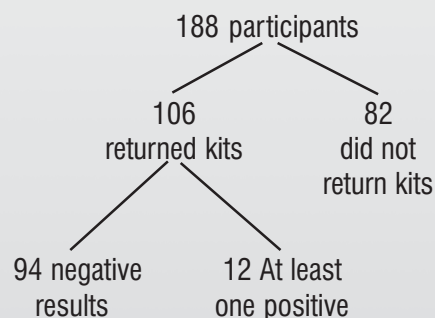 188 participants
106
returned kits
82
did not
return kits
94 negative
results
12 At least
one positive